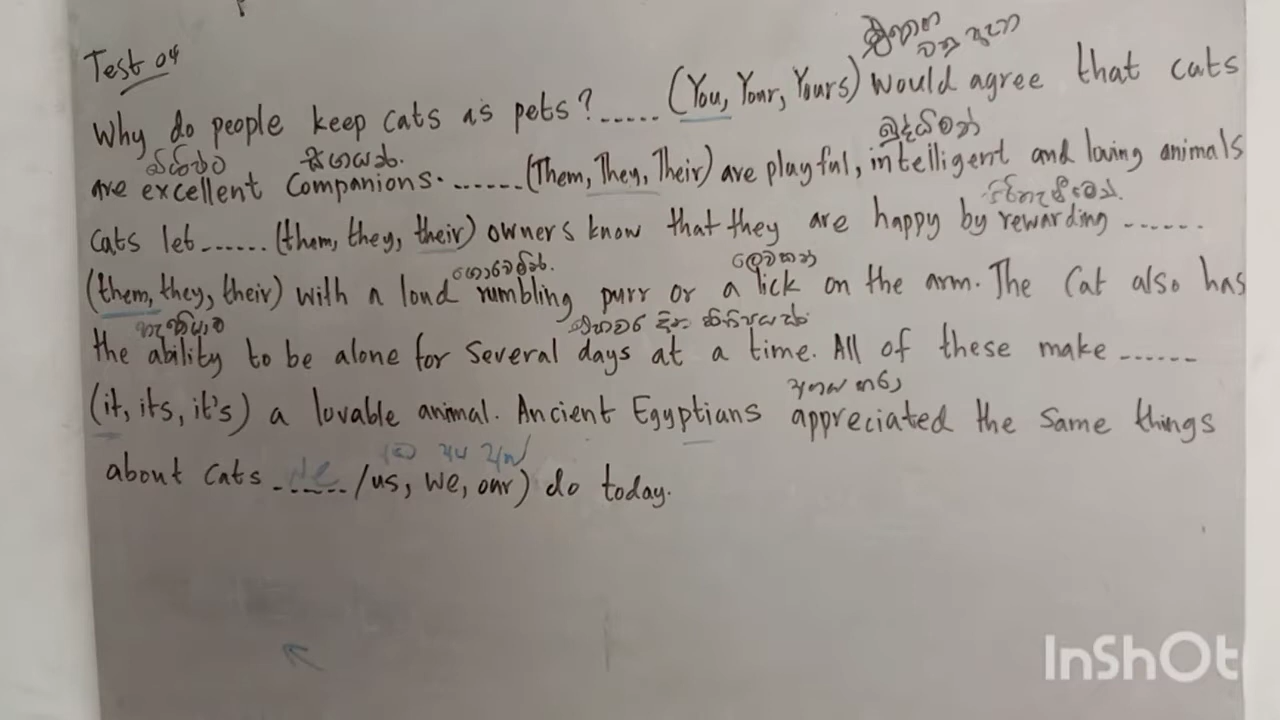 Test 04
Why do people keep cats as pets?..... (You, Your, Yours) would agree that cats
are excellent companions. ......(Them, They, Their) are playful, intelligent and loving animals
බුද්ධිමත්
cats let ...... (them, they, their) owners know that they are happy by rewarding ......
(them, they, their) with a loud rumbling purr or a lick on the arm. The Cat also has
ලෙවකන්
the ability to be alone for several days at a time. All of these make ......
හැකියාව
(it, its, it's) a lovable animal. Ancient Egyptians appreciated the same things
about cats ...... /us, we, our) do today.
අප
InShOt